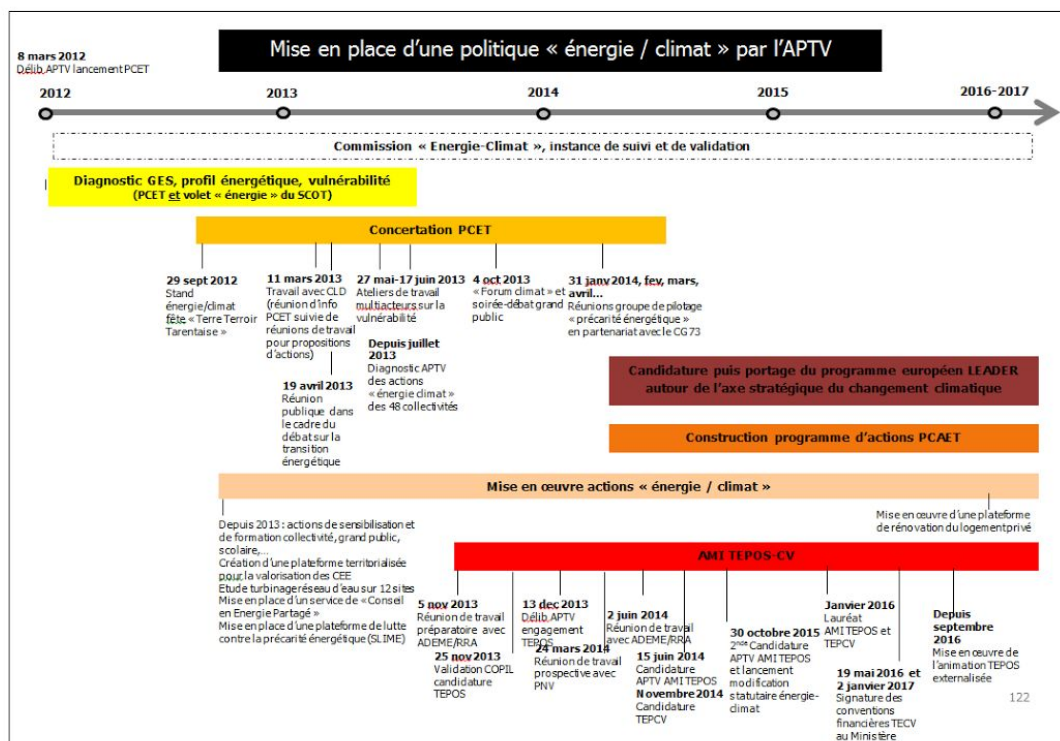 Mise en place d'une politique « énergie / climat » par l'APTV
8 mars 2012
Délib APTV lancement PCET
2012
2013
2014
2015
2016-2017
Commission « Energie-Climat », instance de suivi et de validation
Diagnostic GES, profil énergétique, vulnérabilité
(PCET et volet « énergie » du SCOT)
Concertation PCET
29 sept 2012
Stand
énergie/climat
fête « Terre Terroir
Tarentaise »
11 mars 2013
Travail avec CLD
(réunion d'info
PCET suivie de
réunions de travail
pour propositions
d'actions)
19 avril 2013
Réunion
publique dans
le cadre du
débat sur la
transition
énergétique
27 mai-17 juin 2013
Ateliers de travail
multiacteurs sur la
vulnérabilité
Depuis juillet
2013
Diagnostic APTV
des actions
« énergie climat »
des 48 collectivités
4 oct 2013
« Forum climat » et
soirée-débat grand
public
31 janv 2014, fev, mars,
avril...
Réunions groupe de pilotage
« précarité énergétique »
en partenariat avec le CG 73
Candidature puis portage du programme européen LEADER
autour de l'axe stratégique du changement climatique
Construction programme d'actions PCAET
Mise en œuvre actions « énergie / climat »
Depuis 2013 : actions de sensibilisation et
de formation collectivité, grand public,
scolaire,...
Création d'une plateforme territorialisée
pour la valorisation des CEE
Etude turbinage réseau d'eau sur 12 sites
Mise en place d'un service de « Conseil
en Energie Partagé »
Mise en place d'une plateforme de lutte
contre la précarité énergétique (SLIME)
Mise en œuvre d'une plateforme
de rénovation du logement privé
AMI TEPOS-CV
5 nov 2013
Réunion de travail
préparatoire avec
ADEME/RRA
25 nov 2013
Validation COPIL
candidature
TEPOS
13 dec 2013
Délib APTV
engagement
TEPOS
24 mars 2014
Réunion de travail
prospective avec
PNV
2 juin 2014
Réunion de travail
avec ADEME/RRA
15 juin 2014
Candidature
APTV AMI TEPOS
Novembre 2014
Candidature
TEPCV
30 octobre 2015
2nde Candidature
APTV AMI TEPOS
et lancement
modification
statutaire énergie-
climat
Janvier 2016
Lauréat
AMI TEPOS et
TEPCV
19 mai 2016 et
2 janvier 2017
Signature des
conventions
financières TECV
au Ministère
Depuis
septembre
2016
Mise en œuvre de
l'animation TEPOS
externalisée
122